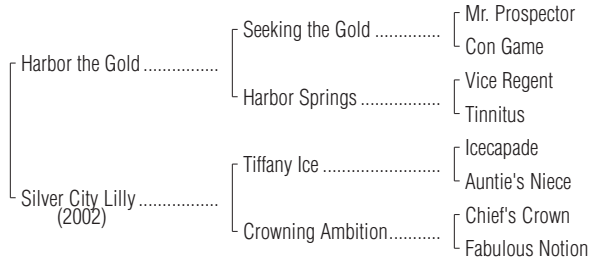 Mr. Prospector
Seeking the Gold ..............
Con Game
Harbor the Gold ................
Vice Regent
Harbor Springs .................
Tinnitus
Icecapade
Tiffany Ice .........................
Auntie's Niece
Silver City Lilly .................
(2002)
Chief's Crown
Crowning Ambition...........
Fabulous Notion